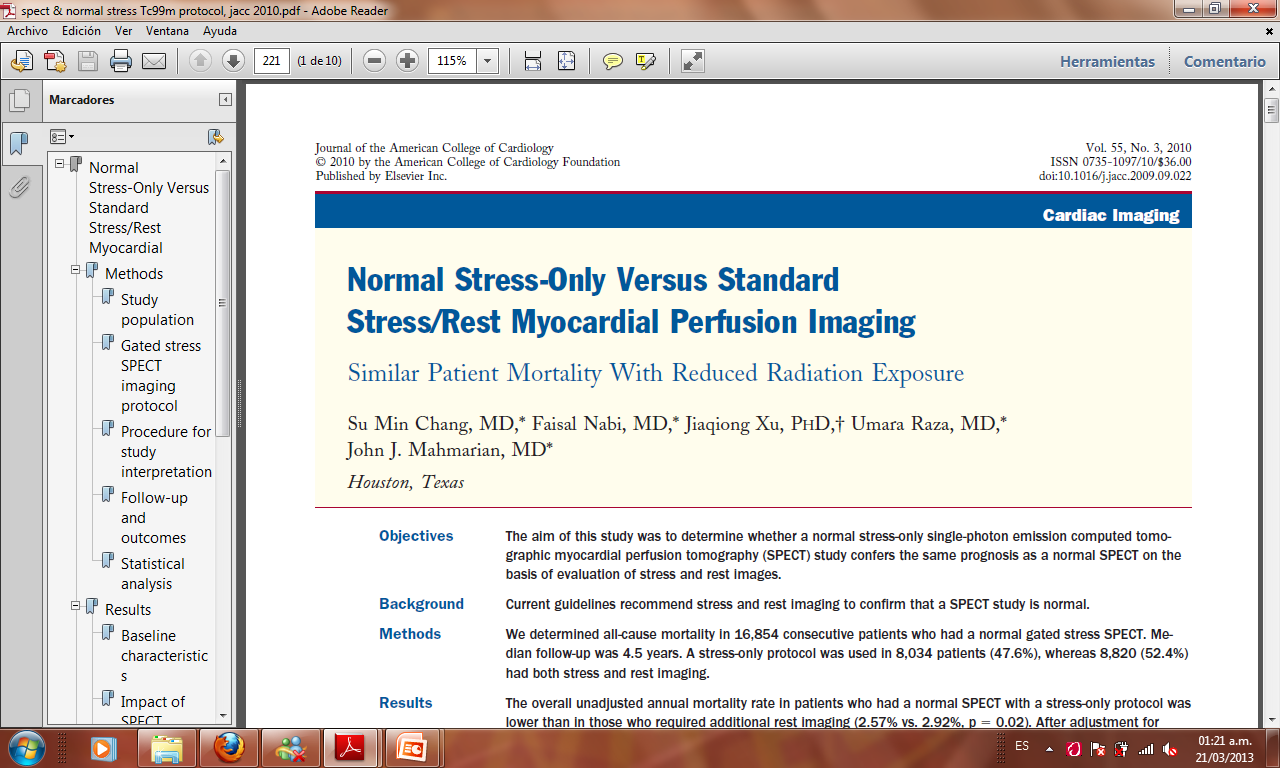 spect & normal stress Tc99m protocol, jacc 2010.pdf - Adobe Reader
Archivo Edición Ver Ventana Ayuda
221 (1 de 10) 115% Herramientas Comentario
Marcadores
Normal
Stress-Only Versus
Standard
Stress/Rest
Myocardial
Methods
Study
population
Gated stress
SPECT
imaging
protocol
Procedure for
study
interpretation
Follow-up
and
outcomes
Statistical
analysis
Results
Baseline
characteristic
s
Impact of
SPECT
Journal of the American College of Cardiology
© 2010 by the American College of Cardiology Foundation
Published by Elsevier Inc.
Vol. 55, No. 3, 2010
ISSN 0735-1097/10/$36.00
doi:10.1016/j.jacc.2009.09.022
Cardiac Imaging
Normal Stress-Only Versus Standard
Stress/Rest Myocardial Perfusion Imaging
Similar Patient Mortality With Reduced Radiation Exposure
Su Min Chang, MD,* Faisal Nabi, MD,* Jiaqiong Xu, PHD,† Umara Raza, MD,*
John J. Mahmarian, MD*
Houston, Texas
Objectives The aim of this study was to determine whether a normal stress-only single-photon emission computed tomo-
graphic myocardial perfusion tomography (SPECT) study confers the same prognosis as a normal SPECT on the
basis of evaluation of stress and rest images.
Background Current guidelines recommend stress and rest imaging to confirm that a SPECT study is normal.
Methods We determined all-cause mortality in 16,854 consecutive patients who had a normal gated stress SPECT. Me-
dian follow-up was 4.5 years. A stress-only protocol was used in 8,034 patients (47.6%), whereas 8,820 (52.4%)
had both stress and rest imaging.
Results The overall unadjusted annual mortality rate in patients who had a normal SPECT with a stress-only protocol was
lower than in those who required additional rest imaging (2.57% vs. 2.92%, p = 0.02). After adjustment for
ES
01:21 a.m.
21/03/2013